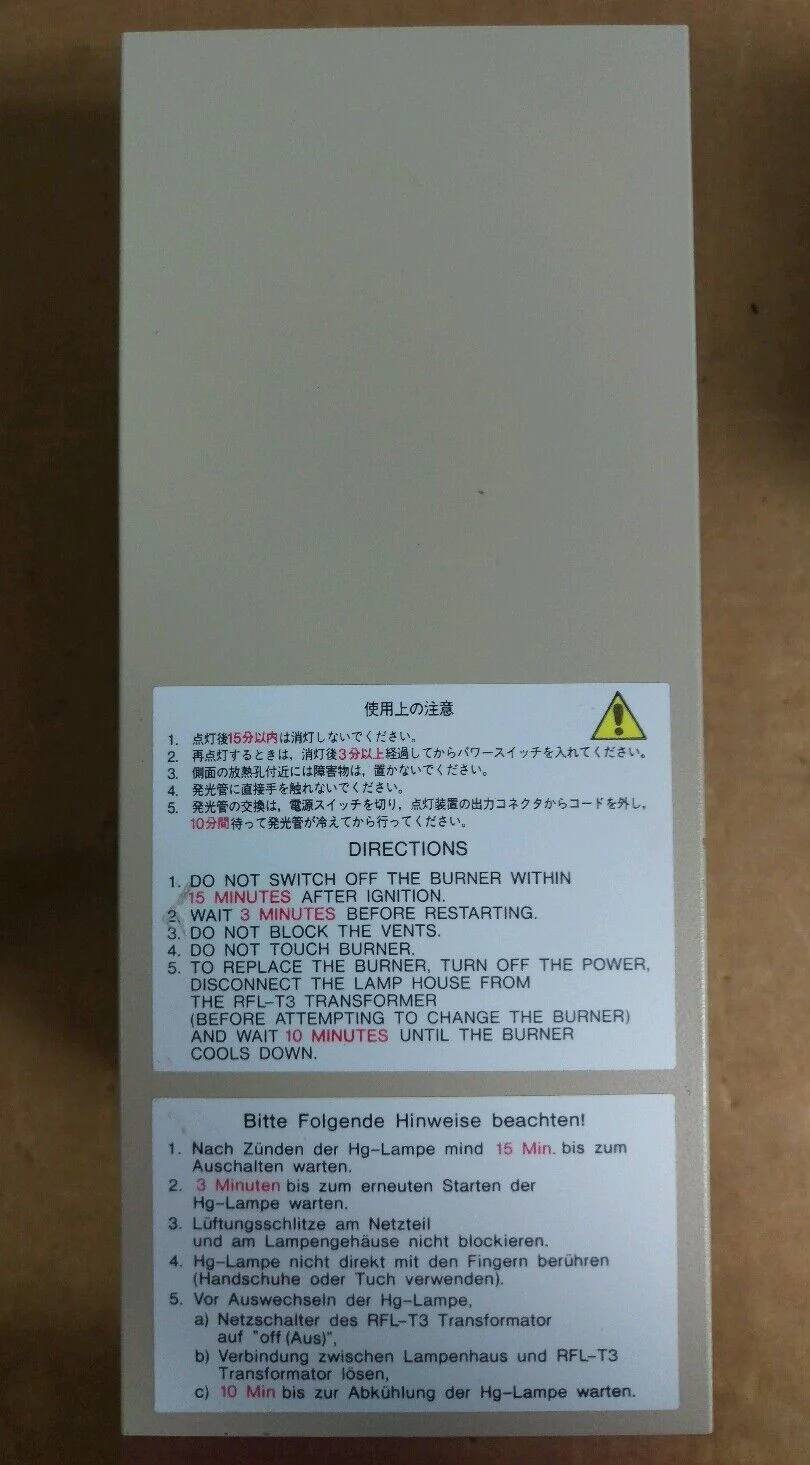 使用上の注意
1. 点灯後15分以内は消灯しないでください。
2. 再点灯するときは，消灯後3分以上経過してからパワースイッチを入れてください。
3. 側面の放熱孔付近には障害物は，置かないでください。
4. 発光管に直接手を触れないでください。
5. 発光管の交換は，電源スイッチを切り，点灯装置の出力コネクタからコードを外し，
10分間待って発光管が冷えてから行ってください。
DIRECTIONS
1. DO NOT SWITCH OFF THE BURNER WITHIN
15 MINUTES AFTER IGNITION.
2. WAIT 3 MINUTES BEFORE RESTARTING.
3. DO NOT BLOCK THE VENTS.
4. DO NOT TOUCH BURNER.
5. TO REPLACE THE BURNER, TURN OFF THE POWER,
DISCONNECT THE LAMP HOUSE FROM
THE RFL-T3 TRANSFORMER
(BEFORE ATTEMPTING TO CHANGE THE BURNER)
AND WAIT 10 MINUTES UNTIL THE BURNER
COOLS DOWN.
Bitte Folgende Hinweise beachten!
1. Nach Zünden der Hg-Lampe mind 15 Min. bis zum
Auschalten warten.
2. 3 Minuten bis zum erneuten Starten der
Hg-Lampe warten.
3. Lüftungsschlitze am Netzteil
und am Lampengehäuse nicht blockieren.
4. Hg-Lampe nicht direkt mit den Fingern berühren
(Handschuhe oder Tuch verwenden).
5. Vor Auswechseln der Hg-Lampe,
a) Netzschalter des RFL-T3 Transformator
auf "off (Aus)",
b) Verbindung zwischen Lampenhaus und RFL-T3
Transformator lösen,
c) 10 Min bis zur Abkühlung der Hg-Lampe warten.